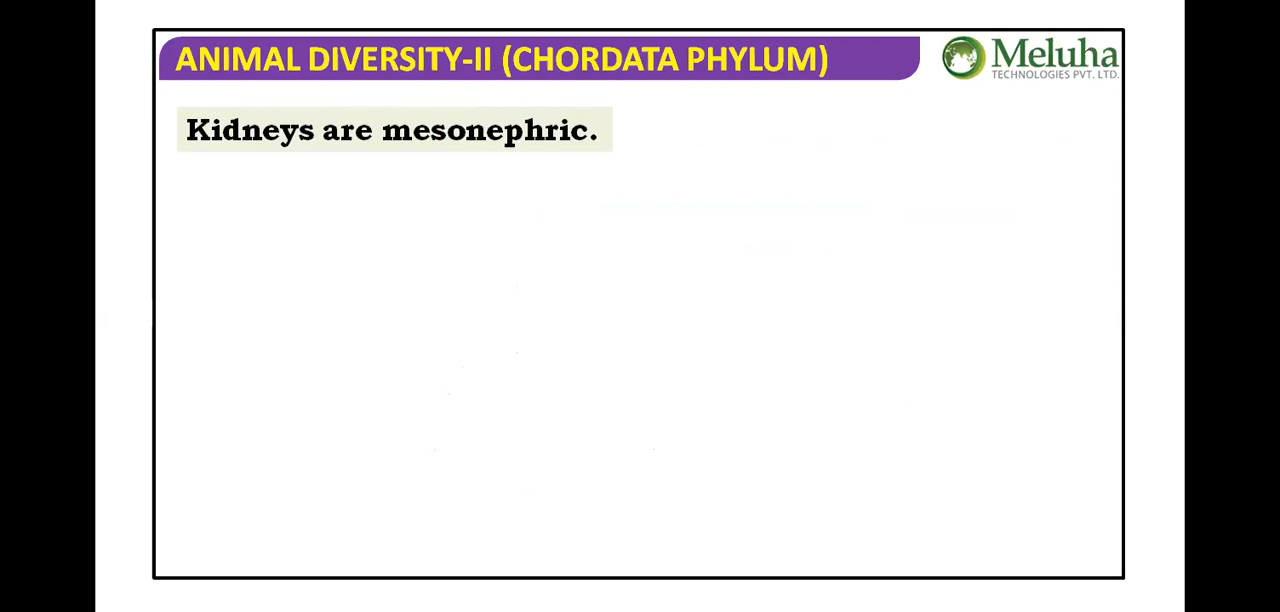 ANIMAL DIVERSITY-II (CHORDATA PHYLUM)
Meluha
TECHNOLOGIES PVT. LTD.
Kidneys are mesonephric.